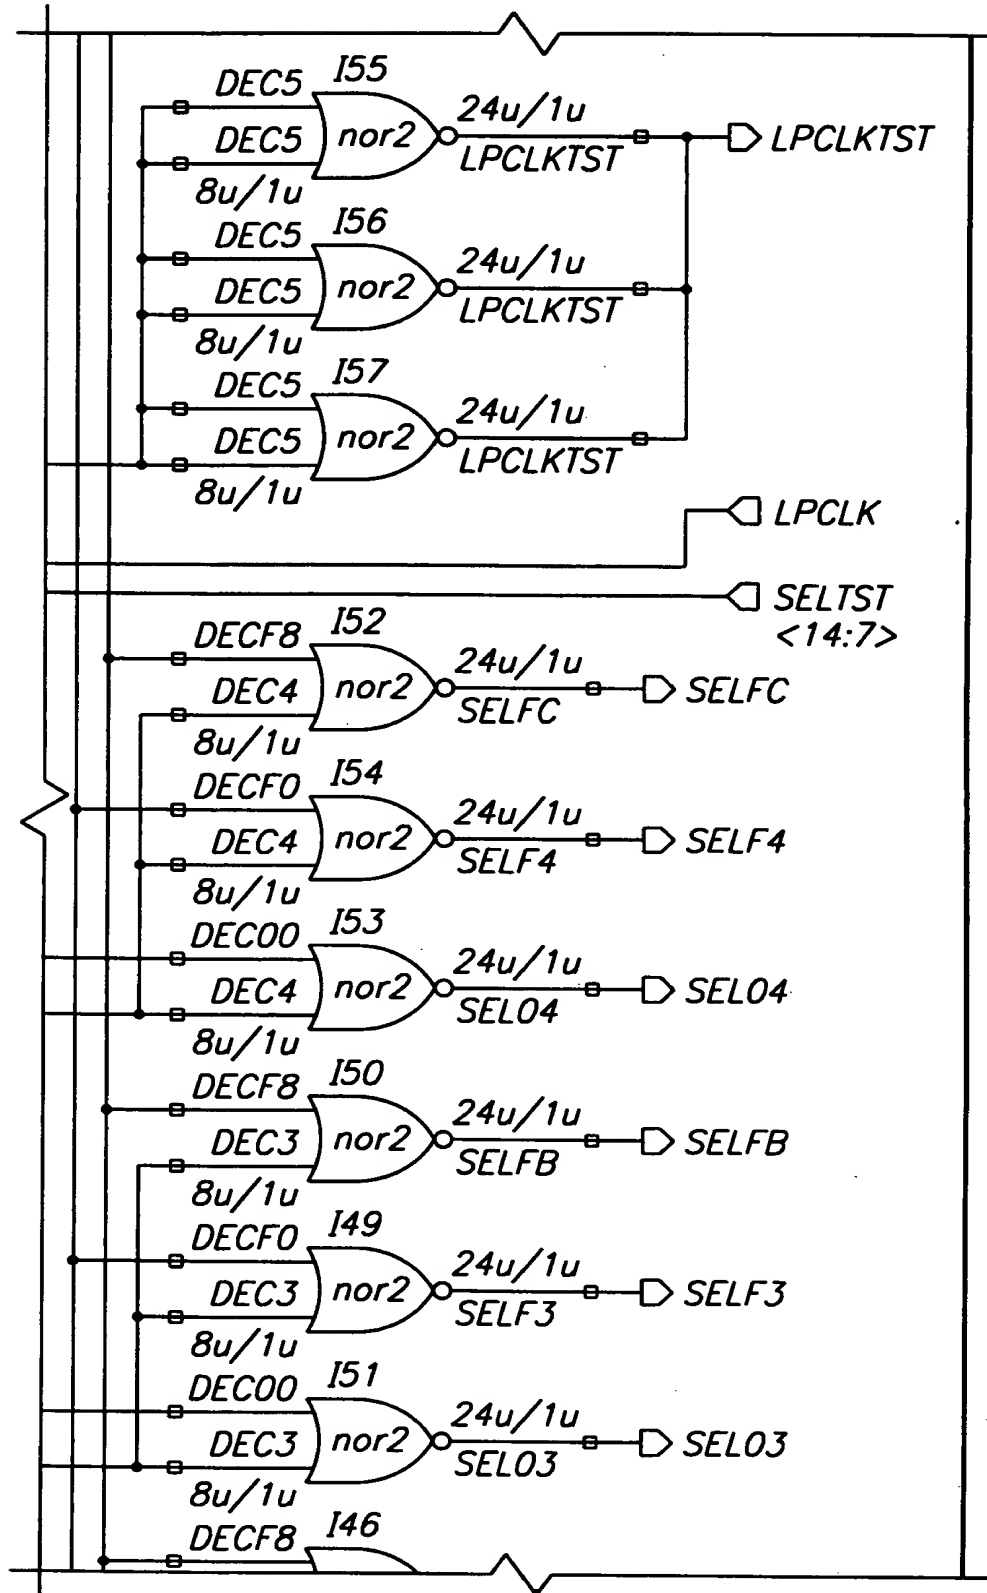 DEC5 I55
24u/1u
DEC5 nor2 LPCLKTST
LPCLKTST
8u/1u
DEC5 I56
24u/1u
DEC5 nor2
LPCLKTST
8u/1u
DEC5 I57
24u/1u
DEC5 nor2
LPCLKTST
8u/1u
LPCLK
SELTST
<14:7>
DECF8 I52
24u/1u
DEC4 nor2 SELFC
SELFC
8u/1u
DECF0 I54
24u/1u
DEC4 nor2 SELF4
SELF4
8u/1u
DEC00 I53
24u/1u
DEC4 nor2 SEL04
SEL04
8u/1u
DECF8 I50
24u/1u
DEC3 nor2 SELFB
SELFB
8u/1u
DECF0 I49
24u/1u
DEC3 nor2 SELF3
SELF3
8u/1u
DEC00 I51
24u/1u
DEC3 nor2 SEL03
SEL03
8u/1u
DECF8 I46